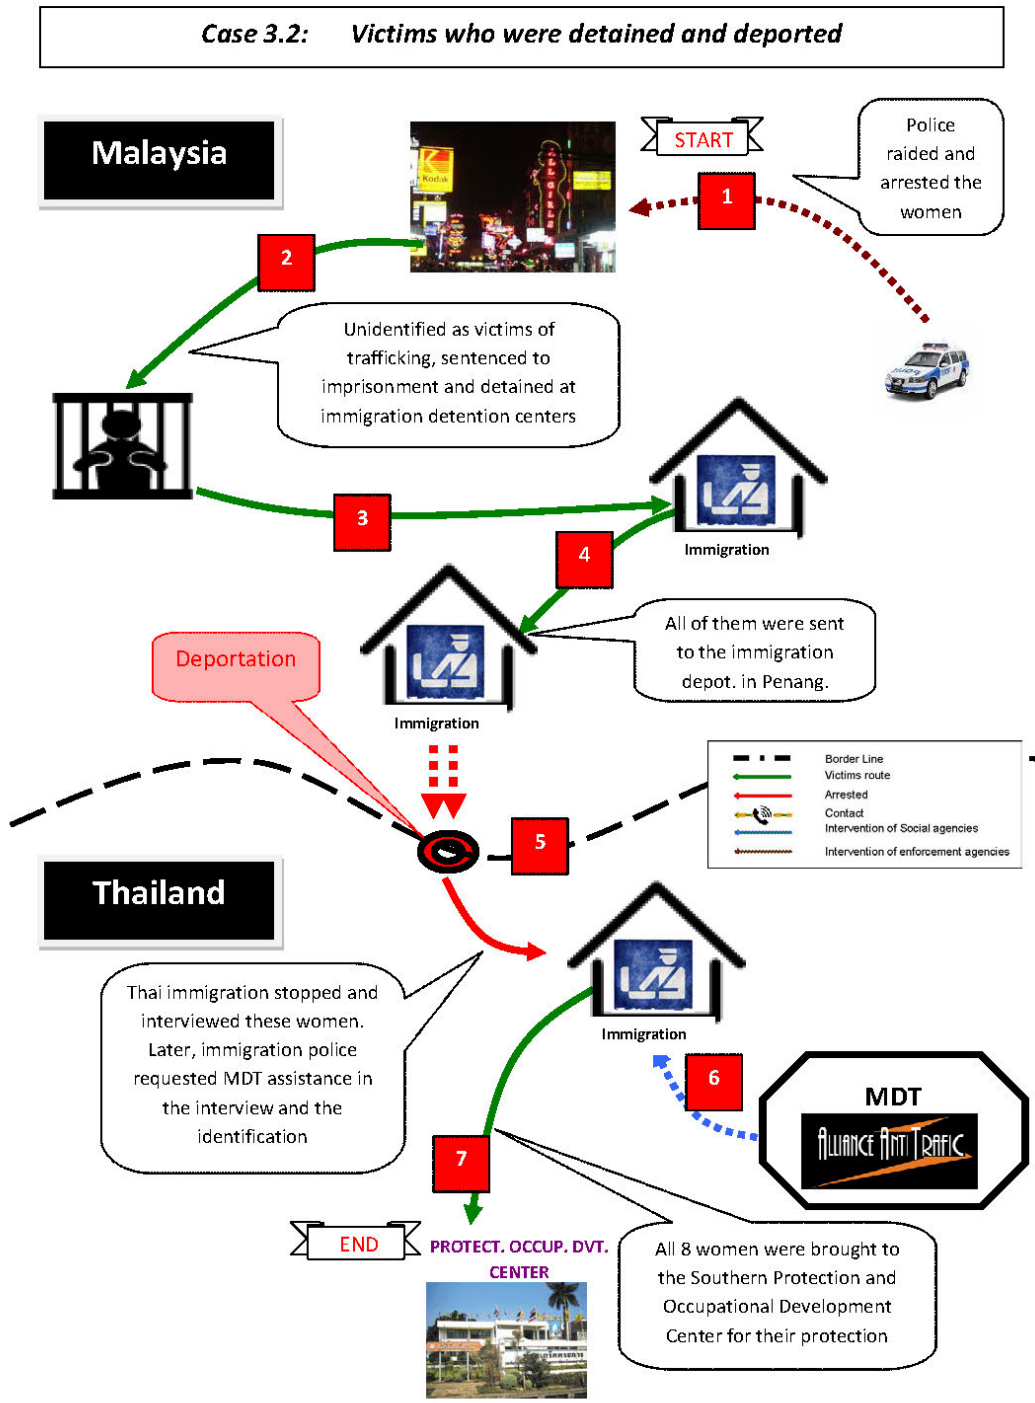 Case 3.2: Victims who were detained and deported
Malaysia
START
Police
raided and
arrested the
women
Kodak
1
2
Unidentified as victims of
trafficking, sentenced to
imprisonment and detained at
immigration detention centers
3
Immigration
4
All of them were sent
to the immigration
depot. in Penang.
Deportation
Immigration
Border Line
Victims route
Arrested
Contact
Intervention of Social agencies
Intervention of enforcement agencies
5
Thailand
Thai immigration stopped and
interviewed these women.
Later, immigration police
requested MDT assistance in
the interview and the
identification
Immigration
6
MDT
ALLIANCE ANTI TRAFIC
7
END
PROTECT. OCCUP. DVT.
CENTER
All 8 women were brought to
the Southern Protection and
Occupational Development
Center for their protection